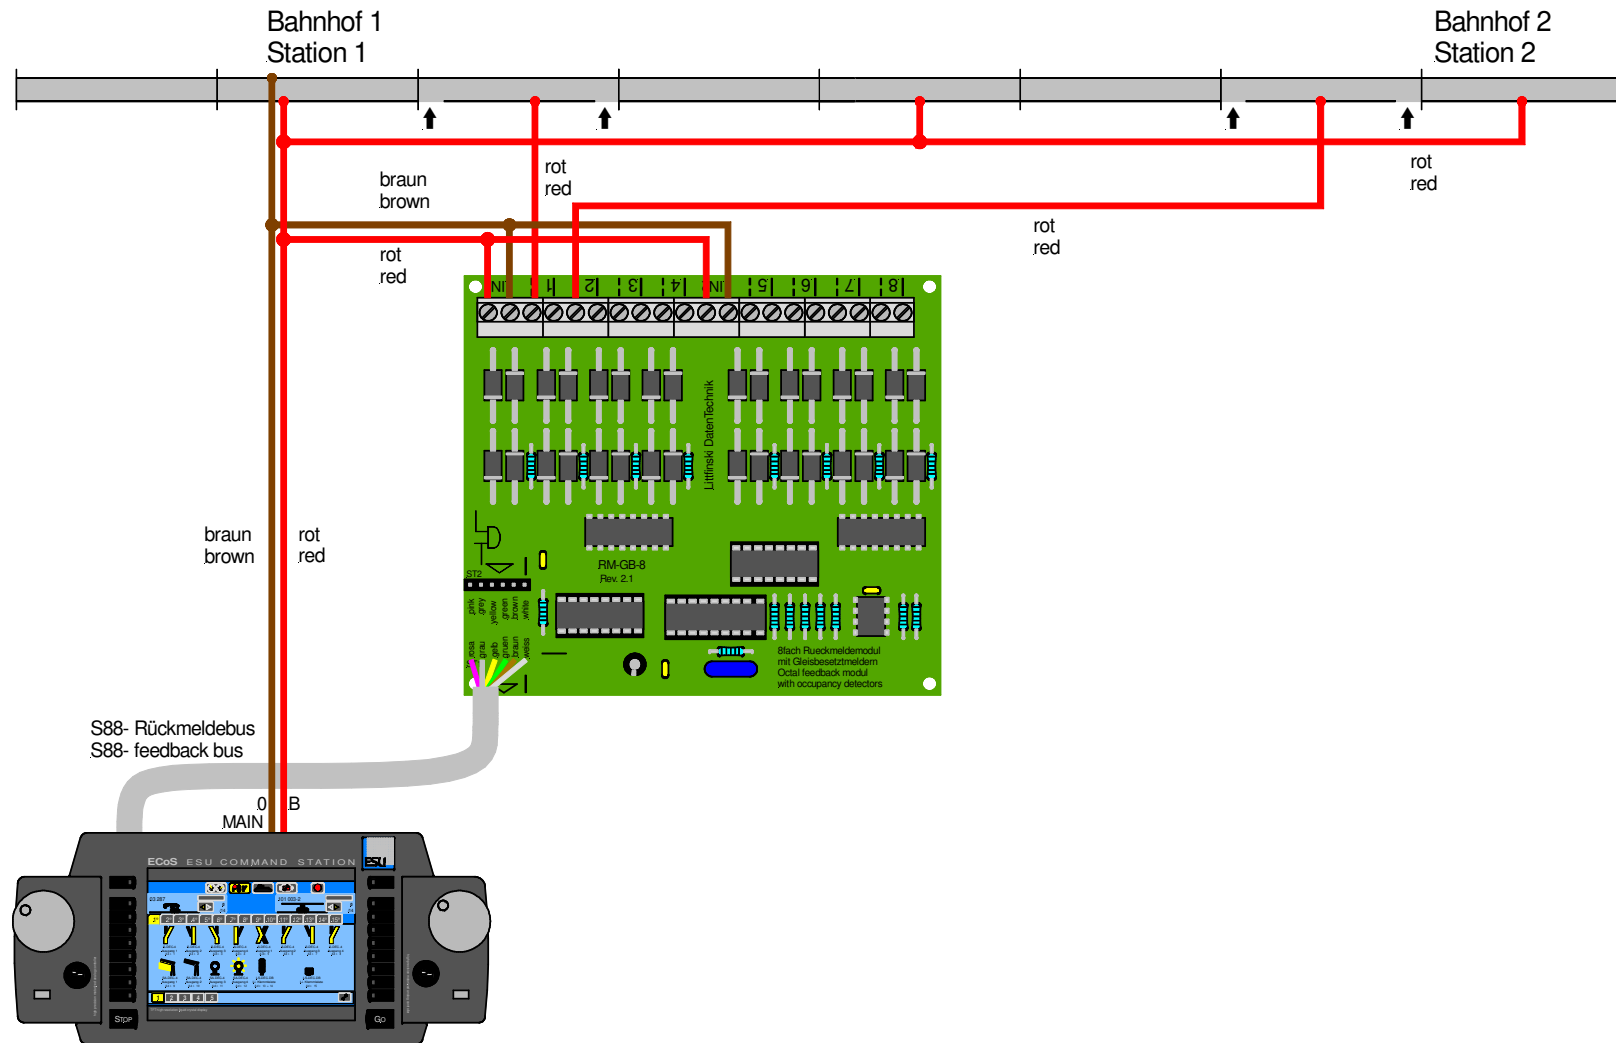 Bahnhof 1
Station 1
Bahnhof 2
Station 2
rot
red
braun
brown
rot
red
rot
red
rot
red
IN 1 2 3 4 IN2 5 6 7 8
Littfinski DatenTechnik
braun
brown
rot
red
RM-GB-8
Rev. 2.1
ST2
pink
grey
yellow
green
brown
white
rosa
grau
gelb
gruen
braun
weiss
8fach Rueckmeldemodul
mit Gleisbesetztmeldern
Octal feedback modul
with occupancy detectors
S88- Rückmeldebus
S88- feedback bus
0 B
MAIN
ECoS ESU COMMAND STATION
ESU
STOP
GO